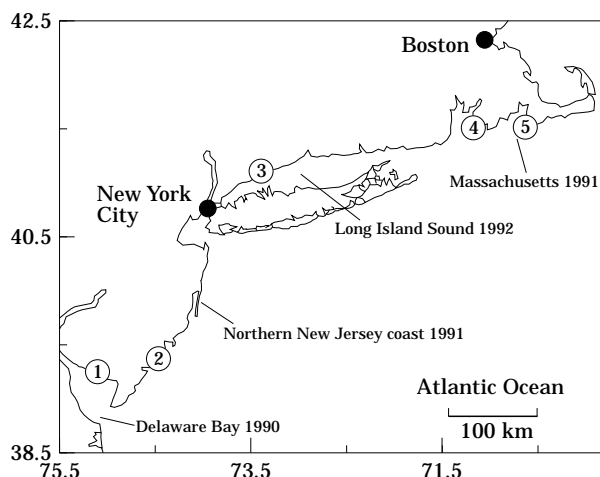 42.5
Boston
4
5
3
Massachusetts 1991
New York
City
Long Island Sound 1992
40.5
Northern New Jersey coast 1991
2
1
Atlantic Ocean
100 km
Delaware Bay 1990
38.5
75.5
73.5
71.5